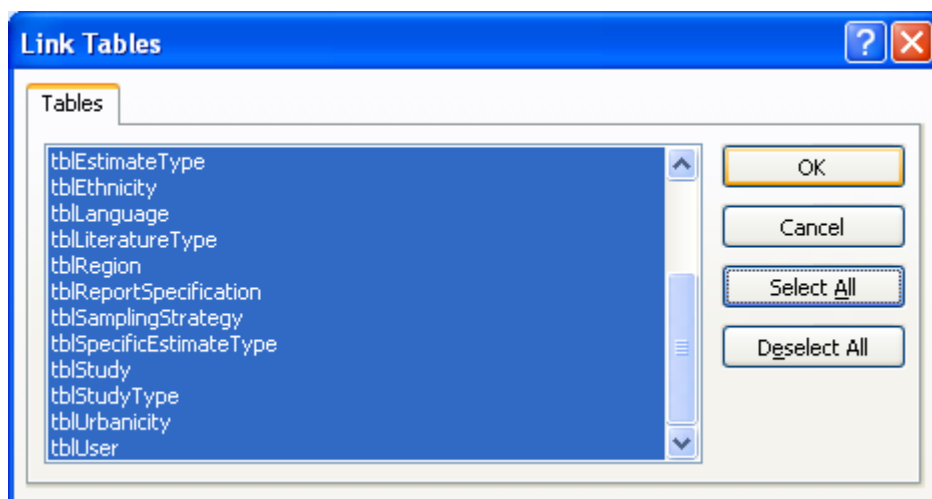 Link Tables
Tables
tblEstimateType
tblEthnicity
tblLanguage
tblLiteratureType
tblRegion
tblReportSpecification
tblSamplingStrategy
tblSpecificEstimateType
tblStudy
tblStudyType
tblUrbanicity
tblUser
OK
Cancel
Select All
Deselect All